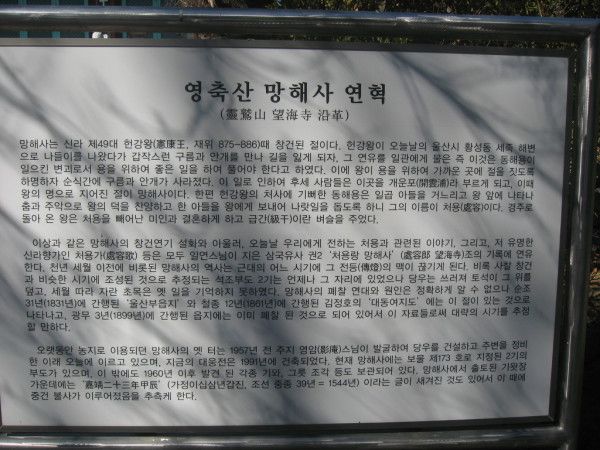 영축산 망해사 연혁
(靈鷲山 望海寺 沿革)
망해사는 신라 제49대 헌강왕(憲康王, 재위 875~886)때 창건된 절이다. 헌강왕이 오늘날의 울산시 황성동 세죽 해변
으로 나들이를 나왔다가 갑작스런 구름과 안개를 만나 길을 잃게 되자, 그 연유를 일관에게 물은 즉 이것은 동해용이
일으킨 변괴로서 용을 위하여 좋은 일을 하며 풀어야 한다고 하였다. 이에 왕이 용을 위하여 가까운 곳에 절을 짓도록
하명하자 순식간에 구름과 안개가 사라졌다. 이 일로 인하여 후세 사람들은 이곳을 개운포(開雲浦)라 부르게 되고, 이때
왕의 명으로 지어진 절이 망해사이다. 한편 헌강왕의 처사에 기뻐한 동해용은 일곱 아들을 거느리고 왕 앞에 나타나
춤과 주악으로 왕의 덕을 찬양하고 한 아들을 왕에게 보내어 나랏일을 돕도록 하니 그의 이름이 처용(處容)이다. 경주로
돌아 온 왕은 처용을 빼어난 미인과 결혼하게 하고 급간(級干)이란 벼슬을 주었다.
이상과 같은 망해사의 창건연기 설화와 아울러, 오늘날 우리에게 전하는 처용과 관련된 이야기, 그리고, 저 유명한
신라향가인 처용가(處容歌) 등은 모두 일연스님이 지은 삼국유사 권2 '처용랑 망해사' (處容郎 望海寺)조의 기록에 연유
한다. 천년 세월 이전에 비롯된 망해사의 역사는 근대의 어느 시기에 그 전등(傳燈)의 맥이 끊기게 된다. 비록 사찰 창건
과 비슷한 시기에 조성된 것으로 추정되는 석조부도 2기는 언제나 그 자리에 있었으나 당우는 쓰러져 토석이 그 위를
덮고, 세월 따라 자란 초목은 옛 일을 기억하지 못하였다. 망해사의 폐찰 연대와 원인은 정확하게 알 수 없으나 순조
31년(1831년)에 간행된 '울산부읍지' 와 철종 12년(1861년)에 간행된 김정호의 '대동여지도' 에는 이 절이 있는 것으로
나타나고, 광무 3년(1899년)에 간행된 읍지에는 이미 폐찰 된 것으로 되어 있어서 이 자료들로써 대략의 시기를 추정
할 만하다.
오랫동안 농지로 이용되던 망해사의 옛 터는 1957년 전 주지 영암(影庵)스님이 발굴하여 당우를 건설하고 주변을 정비
한 이래 오늘에 이르고 있으며, 지금의 대웅전은 1991년에 건축되었다. 현재 망해사에는 보물 제173 호로 지정된 2기의
부도가 있으며, 이 밖에도 1960년 이후 발견 된 각종 기와, 그릇 조각 등도 보관되어 있다. 망해사에서 출토된 기왓장
가운데에는 '嘉靖二十三年甲辰' (가정이십삼년갑진, 조선 중종 39년 = 1544년) 이라는 글이 새겨진 것도 있어서 이 때에
중건 불사가 이루어졌음을 추측케 한다.